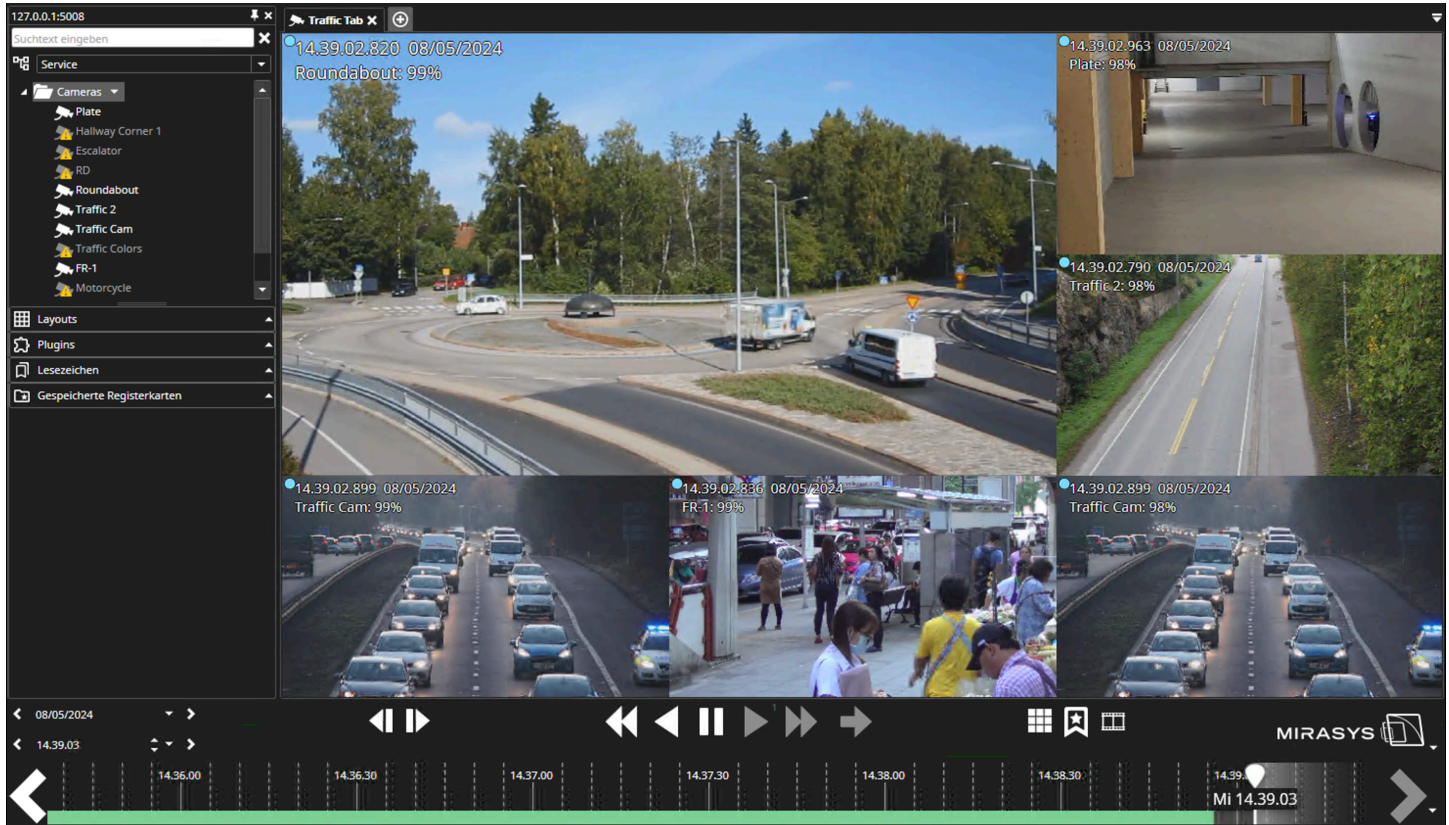 127.0.0.1:5008
Traffic Tab
Suchtext eingeben
Service
Cameras
Plate
Hallway Corner 1
Escalator
RD
Roundabout
Traffic 2
Traffic Cam
Traffic Colors
FR-1
Motorcycle
Layouts
Plugins
Lesezeichen
Gespeicherte Registerkarten
14.39.02.820 08/05/2024
Roundabout: 99%
14.39.02.963 08/05/2024
Plate: 98%
14.39.02.790 08/05/2024
Traffic 2: 98%
14.39.02.899 08/05/2024
Traffic Cam: 99%
14.39.02.836 08/05/2024
FR-1: 99%
14.39.02.899 08/05/2024
Traffic Cam: 98%
08/05/2024
14.39.03
1
MIRASYS
14.36.00 14.36.30 14.37.00 14.37.30 14.38.00 14.38.30 14.39.
Mi 14.39.03